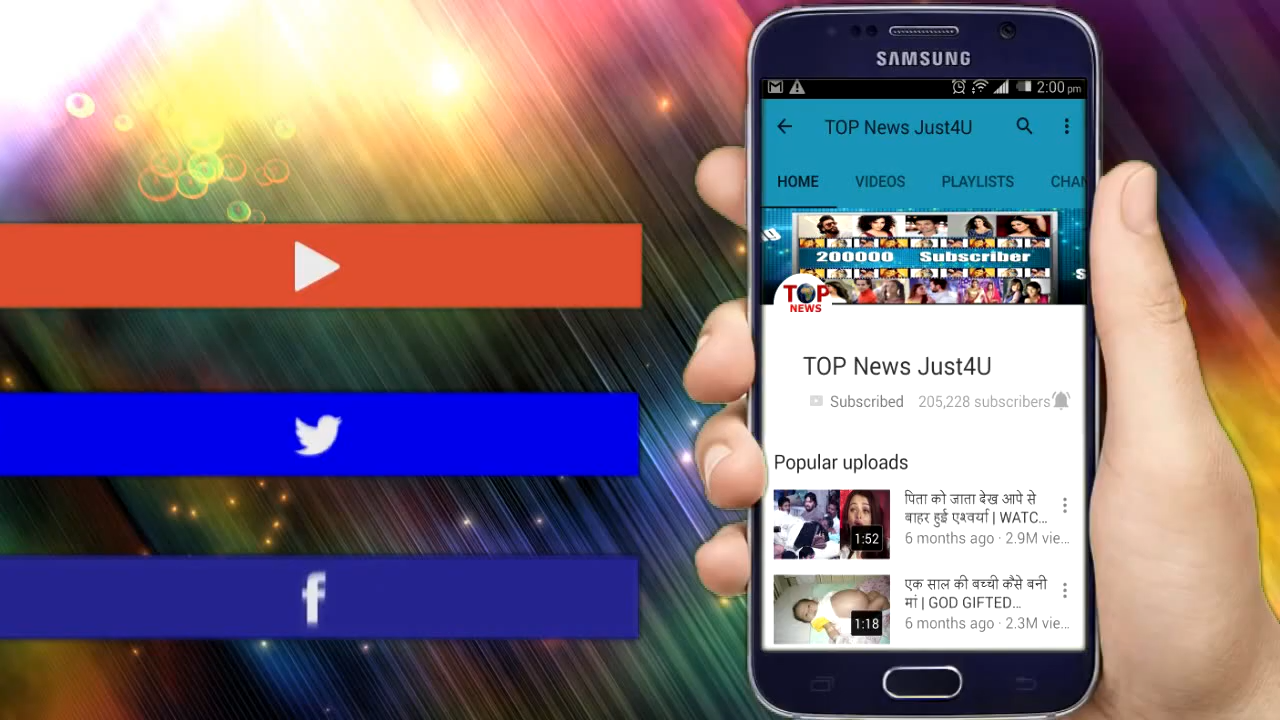 SAMSUNG
2:00 pm
TOP News Just4U
HOME VIDEOS PLAYLISTS CHAN
200000 Subscriber
TOP
NEWS
TOP News Just4U
Subscribed 205,228 subscribers
Popular uploads
पिता को जाता देख आपे से
बाहर हुई एश्वर्या | WATC...
1:52
6 months ago · 2.9M vie...
एक साल की बच्ची कैसे बनी
मां | GOD GIFTED...
1:18
6 months ago · 2.3M vie...